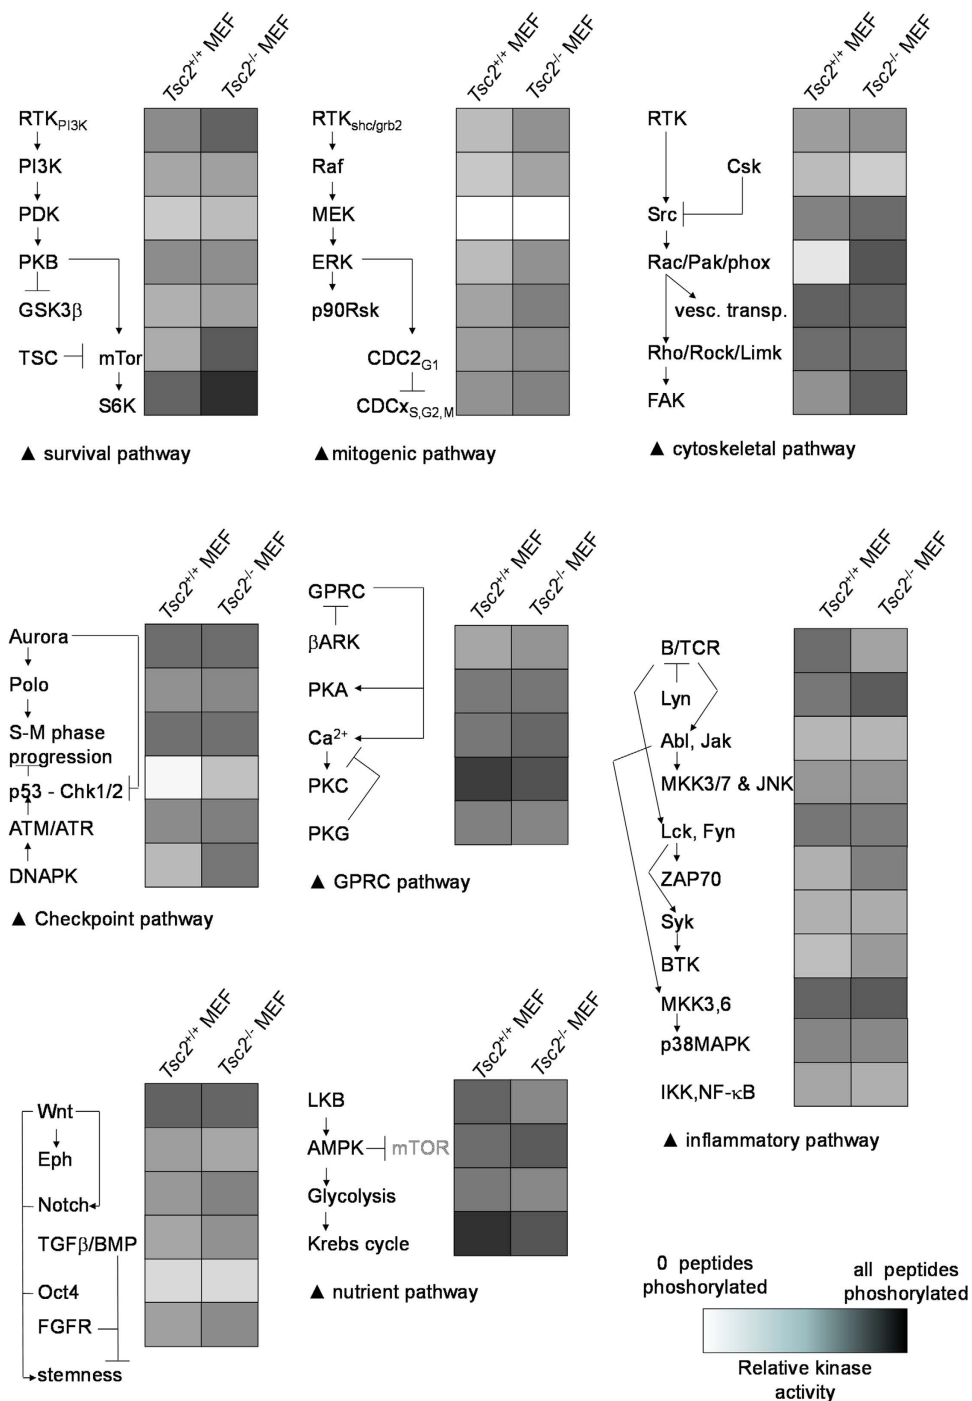 Tsc2+/+ MEF
Tsc2-/- MEF
RTKPI3K
PI3K
PDK
PKB
GSK3β
TSC
mTor
S6K
▲ survival pathway
Tsc2+/+ MEF
Tsc2-/- MEF
RTKshc/grb2
Raf
MEK
ERK
p90Rsk
CDC2G1
CDCxS,G2,M
▲mitogenic pathway
Tsc2+/+ MEF
Tsc2-/- MEF
RTK
Csk
Src
Rac/Pak/phox
vesc. transp.
Rho/Rock/Limk
FAK
▲ cytoskeletal pathway
Tsc2+/+ MEF
Tsc2-/- MEF
Aurora
Polo
S-M phase
progression
p53 - Chk1/2
ATM/ATR
DNAPK
▲ Checkpoint pathway
Tsc2+/+ MEF
Tsc2-/- MEF
GPRC
βARK
PKA
Ca2+
PKC
PKG
▲ GPRC pathway
Tsc2+/+ MEF
Tsc2-/- MEF
B/TCR
Lyn
Abl, Jak
MKK3/7 & JNK
Lck, Fyn
ZAP70
Syk
BTK
MKK3,6
p38MAPK
IKK,NF-κB
▲ inflammatory pathway
Tsc2+/+ MEF
Tsc2-/- MEF
Wnt
Eph
Notch
TGFβ/BMP
Oct4
FGFR
stemness
Tsc2+/+ MEF
Tsc2-/- MEF
LKB
AMPK
mTOR
Glycolysis
Krebs cycle
▲ nutrient pathway
0 peptides
phoshorylated
all peptides
phosphorylated
Relative kinase
activity